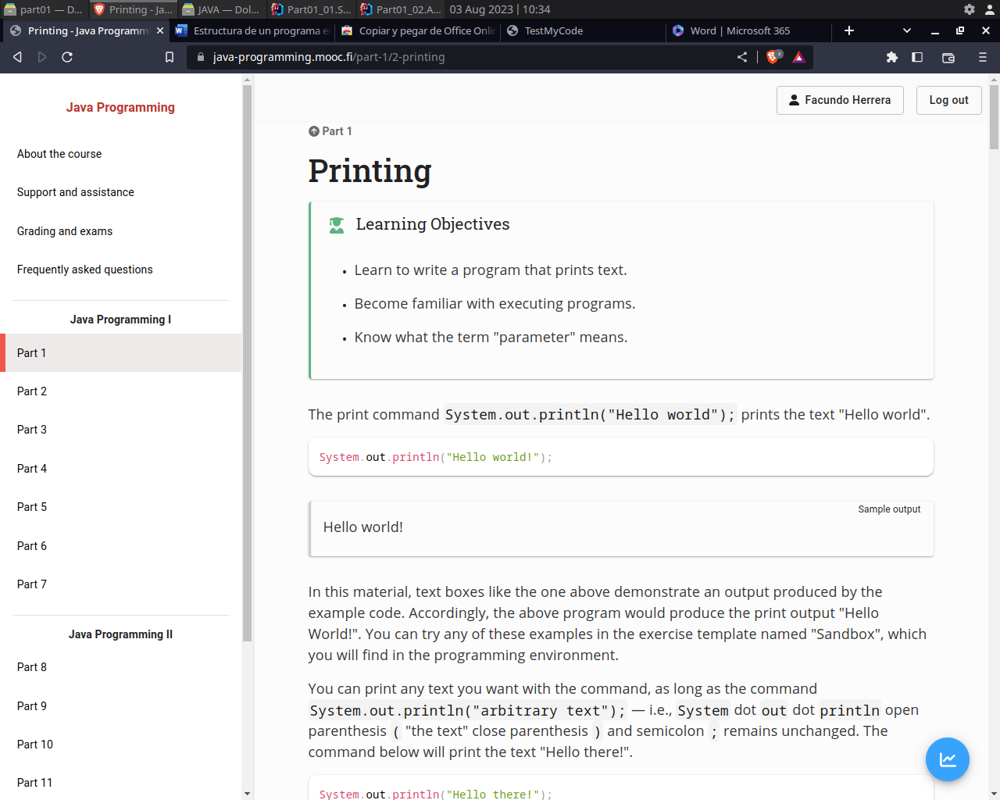 part01 — D...
Printing - Ja...
JAVA — Dol...
Part01_01.S...
Part01_02.A...
03 Aug 2023 | 10:34
Printing - Java Programm
Estructura de un programa e
Copiar y pegar de Office Onli
TestMyCode
Word | Microsoft 365
java-programming.mooc.fi/part-1/2-printing
Java Programming
About the course
Support and assistance
Grading and exams
Frequently asked questions
Java Programming I
Part 1
Part 2
Part 3
Part 4
Part 5
Part 6
Part 7
Java Programming II
Part 8
Part 9
Part 10
Part 11
Facundo Herrera
Log out
Part 1
Printing
Learning Objectives
• Learn to write a program that prints text.
• Become familiar with executing programs.
• Know what the term "parameter" means.
The print command System.out.println("Hello world"); prints the text "Hello world".
System.out.println("Hello world!");
Sample output
Hello world!
In this material, text boxes like the one above demonstrate an output produced by the
example code. Accordingly, the above program would produce the print output "Hello
World!". You can try any of these examples in the exercise template named "Sandbox", which
you will find in the programming environment.
You can print any text you want with the command, as long as the command
System.out.println("arbitrary text"); — i.e., System dot out dot println open
parenthesis ( "the text" close parenthesis ) and semicolon ; remains unchanged. The
command below will print the text "Hello there!".
System.out.println("Hello there!");